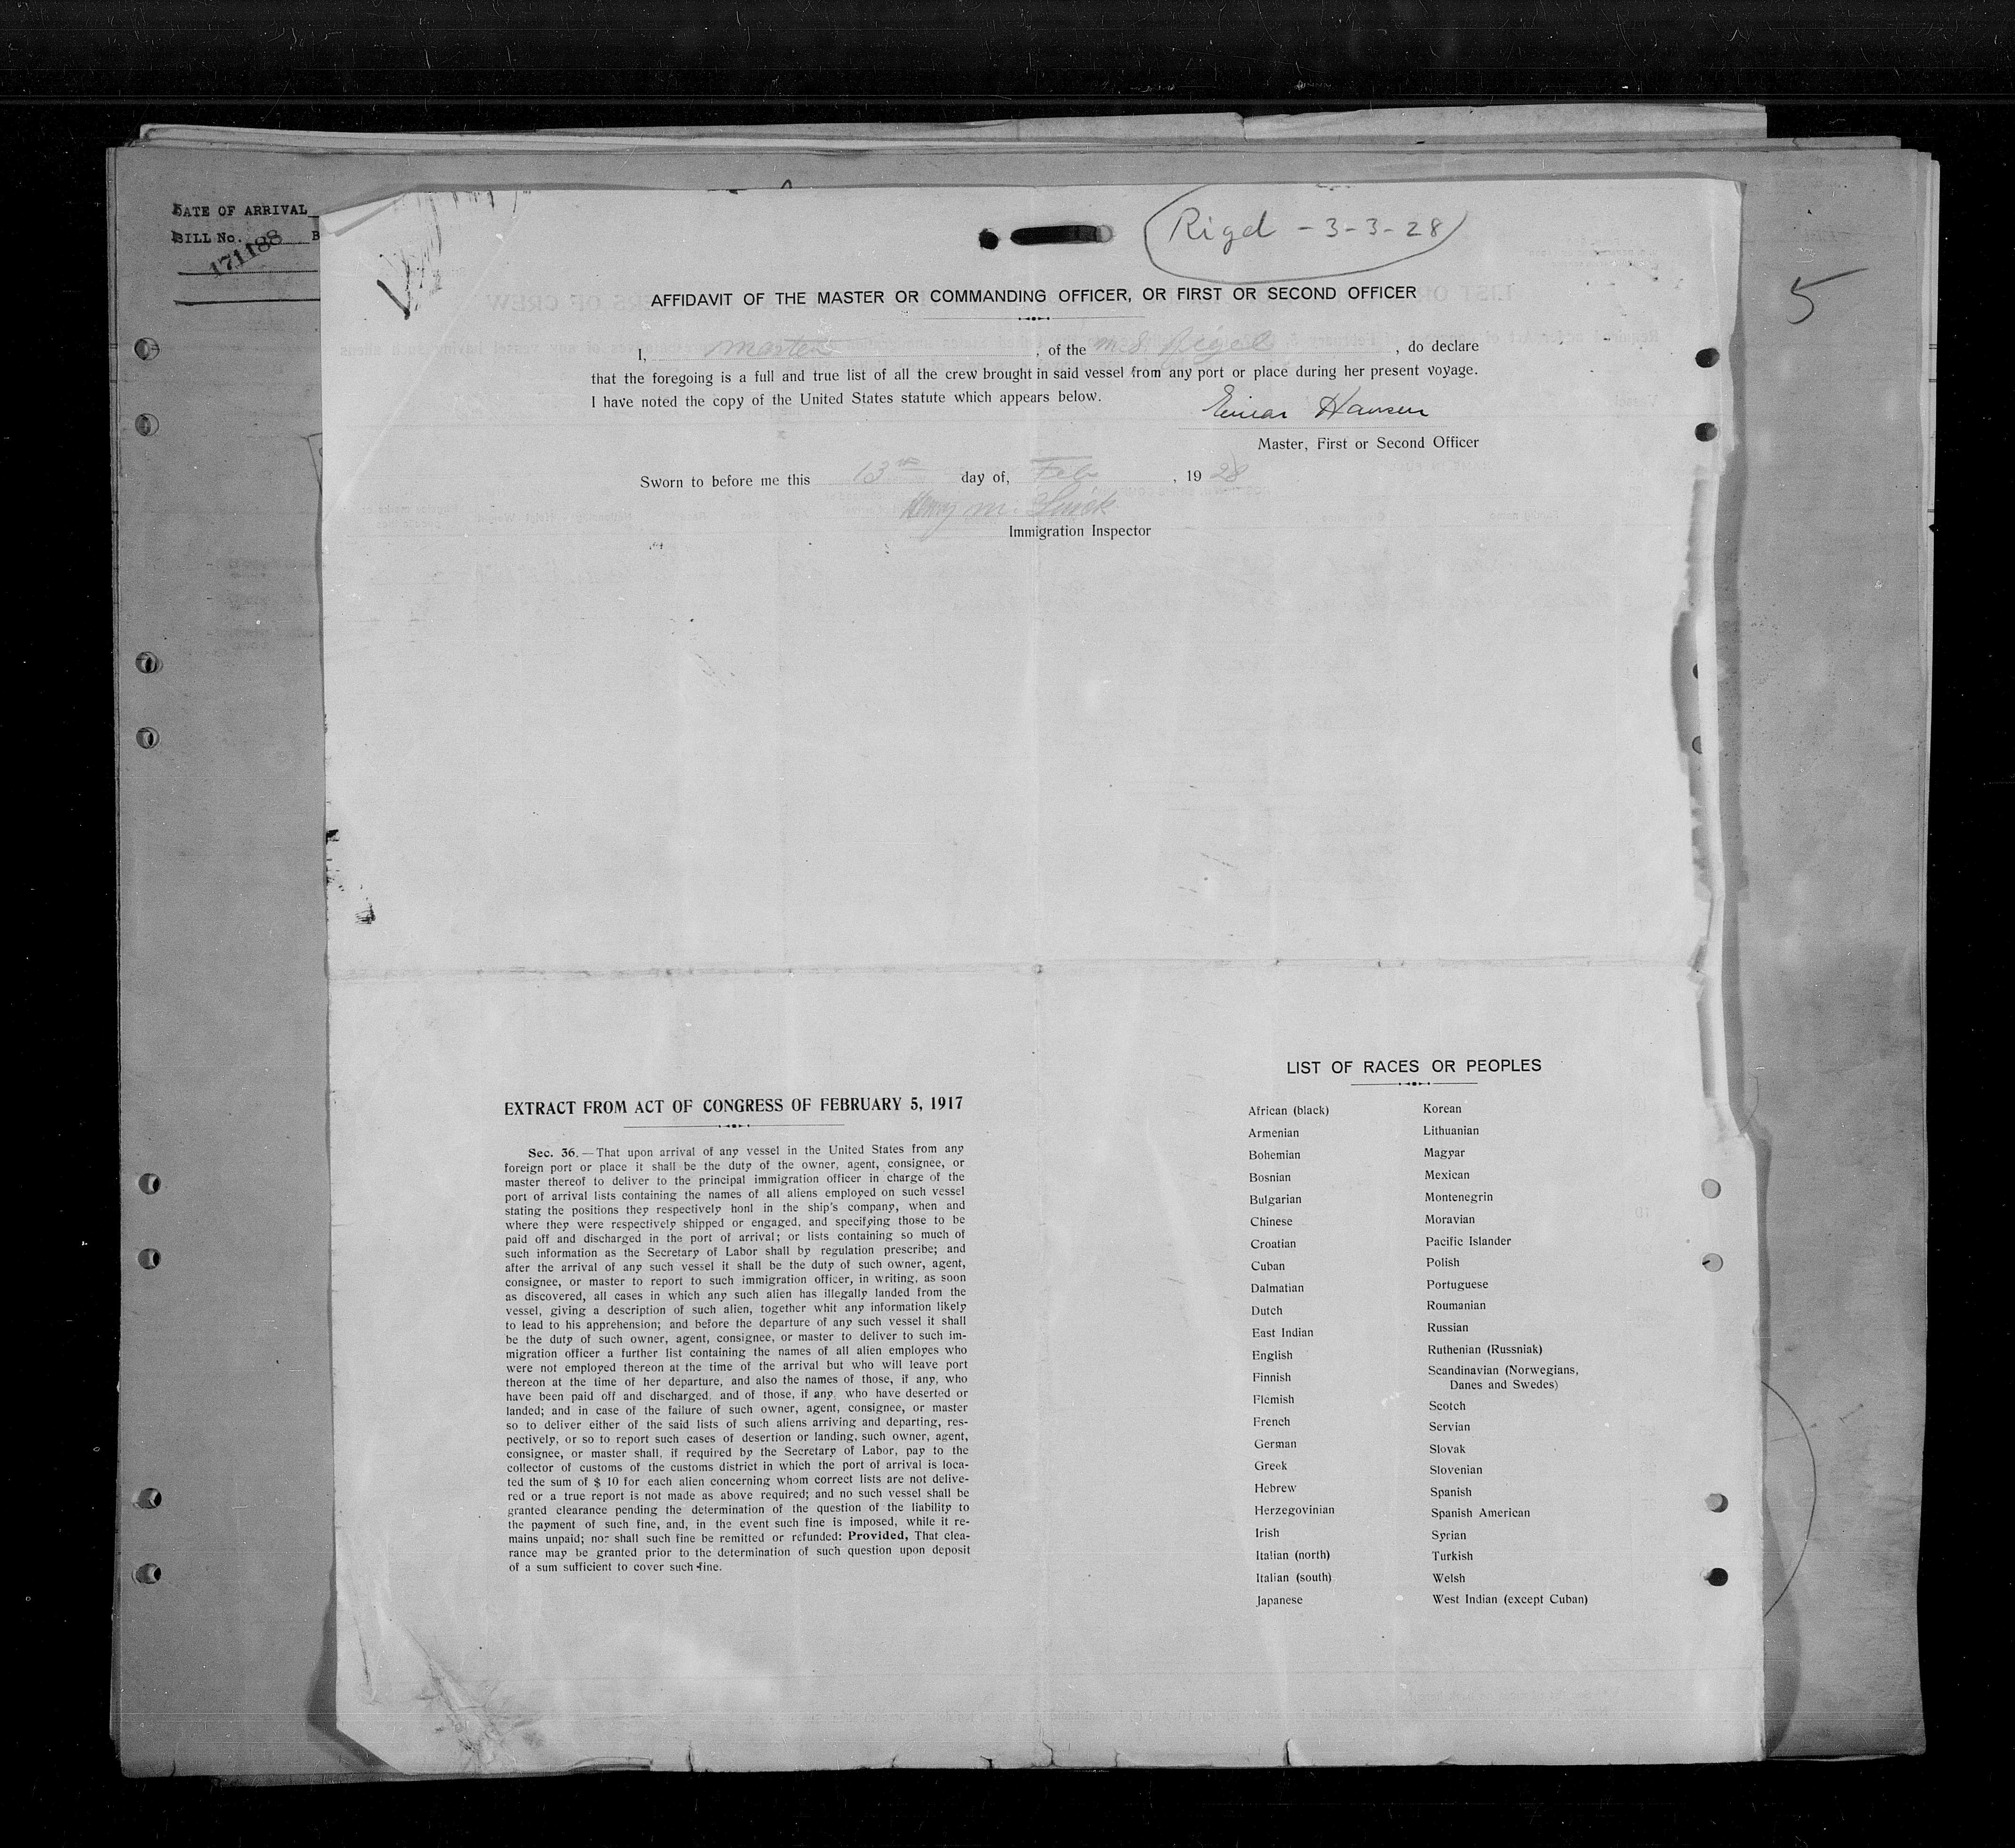 DATE OF ARRIVAL
BILL No.
171188
Rigel - 3-3-28
5
AFFIDAVIT OF THE MASTER OR COMMANDING OFFICER, OR FIRST OR SECOND OFFICER
I, master, of the m.S. Rigel, do declare
that the foregoing is a full and true list of all the crew brought in said vessel from any port or place during her present voyage.
I have noted the copy of the United States statute which appears below.
Einar Hansen
Master, First or Second Officer
Sworn to before me this 13th day of, Feb, 1928
Henry M.
Immigration Inspector
EXTRACT FROM ACT OF CONGRESS OF FEBRUARY 5, 1917
Sec. 36. — That upon arrival of any vessel in the United States from any
foreign port or place it shall be the duty of the owner, agent, consignee, or
master thereof to deliver to the principal immigration officer in charge of the
port of arrival lists containing the names of all aliens employed on such vessel
stating the positions they respectively honl in the ship's company, when and
where they were respectively shipped or engaged, and specifying those to be
paid off and discharged in the port of arrival; or lists containing so much of
such information as the Secretary of Labor shall by regulation prescribe; and
after the arrival of any such vessel it shall be the duty of such owner, agent,
consignee, or master to report to such immigration officer, in writing, as soon
as discovered, all cases in which any such alien has illegally landed from the
vessel, giving a description of such alien, together whit any information likely
to lead to his apprehension; and before the departure of any such vessel it shall
be the duty of such owner, agent, consignee, or master to deliver to such im-
migration officer a further list containing the names of all alien employes who
were not employed thereon at the time of the arrival but who will leave port
thereon at the time of her departure, and also the names of those, if any, who
have been paid off and discharged, and of those, if any, who have deserted or
landed; and in case of the failure of such owner, agent, consignee, or master
so to deliver either of the said lists of such aliens arriving and departing, res-
pectively, or so to report such cases of desertion or landing, such owner, agent,
consignee, or master shall, if required by the Secretary of Labor, pay to the
collector of customs of the customs district in which the port of arrival is loca-
ted the sum of $ 10 for each alien concerning whom correct lists are not delive-
red or a true report is not made as above required; and no such vessel shall be
granted clearance pending the determination of the question of the liability to
the payment of such fine, and, in the event such fine is imposed, while it re-
mains unpaid; nor shall such fine be remitted or refunded: Provided, That clea-
rance may be granted prior to the determination of such question upon deposit
of a sum sufficient to cover such fine.
LIST OF RACES OR PEOPLES
African (black)
Armenian
Bohemian
Bosnian
Bulgarian
Chinese
Croatian
Cuban
Dalmatian
Dutch
East Indian
English
Finnish
Flemish
French
German
Greek
Hebrew
Herzegovinian
Irish
Italian (north)
Italian (south)
Japanese
Korean
Lithuanian
Magyar
Mexican
Montenegrin
Moravian
Pacific Islander
Polish
Portuguese
Roumanian
Russian
Ruthenian (Russniak)
Scandinavian (Norwegians,
Danes and Swedes)
Scotch
Servian
Slovak
Slovenian
Spanish
Spanish American
Syrian
Turkish
Welsh
West Indian (except Cuban)